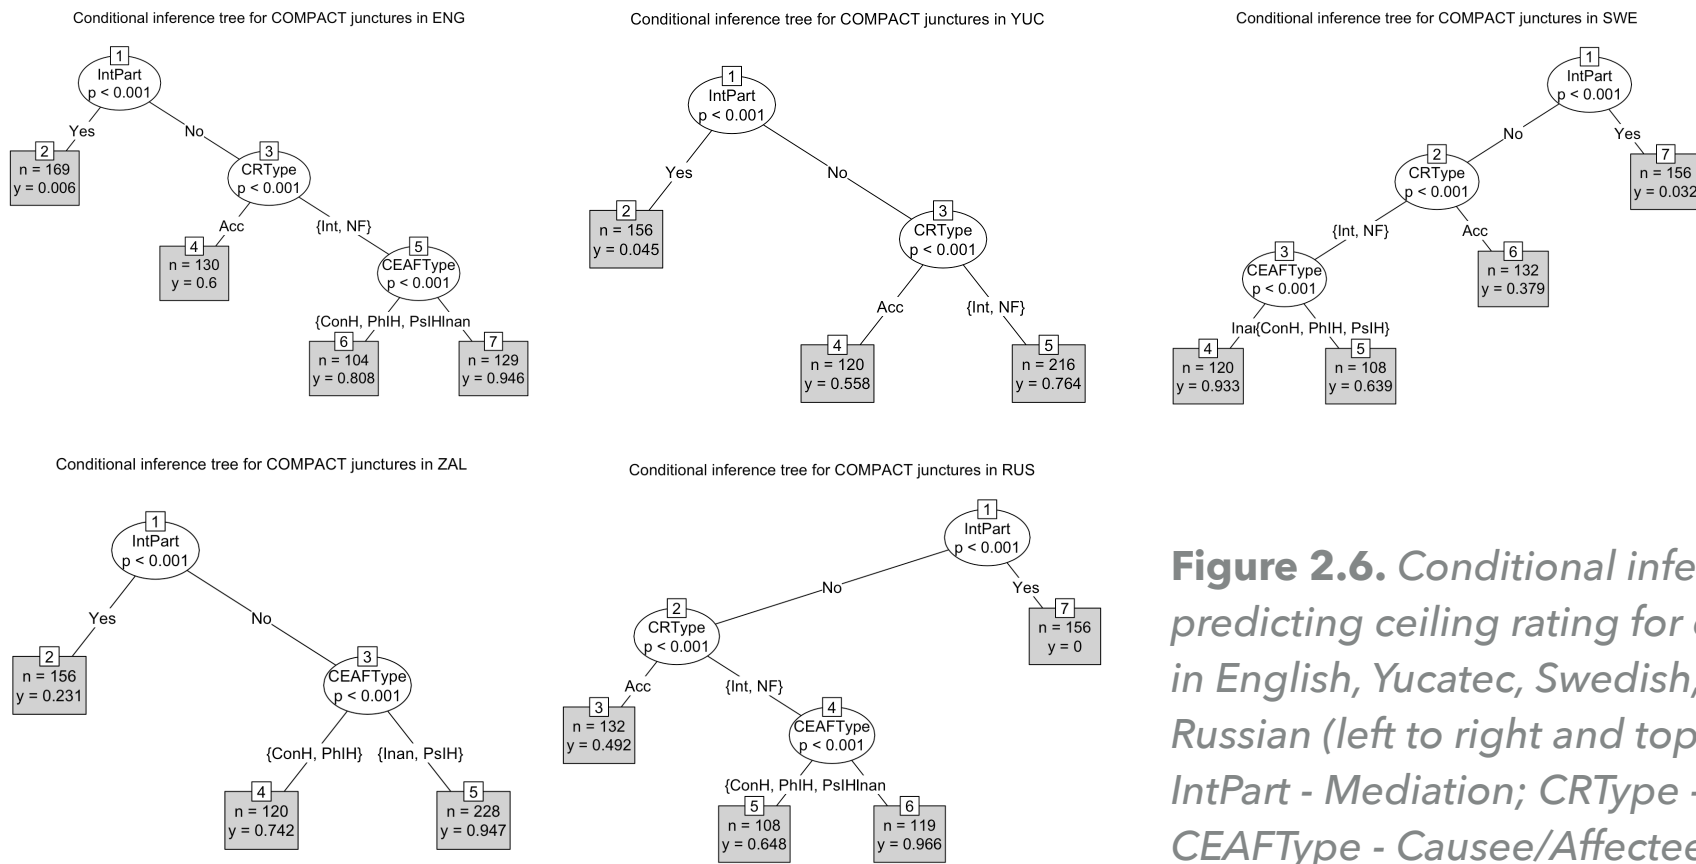 Conditional inference tree for COMPACT junctures in ENG
1
IntPart
p < 0.001
Yes
No
2
n = 169
y = 0.006
3
CRType
p < 0.001
Acc
{Int, NF}
4
n = 130
y = 0.6
5
CEAFType
p < 0.001
{ConH, PhIH, PsIH
Inan
6
n = 104
y = 0.808
7
n = 129
y = 0.946
Conditional inference tree for COMPACT junctures in YUC
1
IntPart
p < 0.001
Yes
No
2
n = 156
y = 0.045
3
CRType
p < 0.001
Acc
{Int, NF}
4
n = 120
y = 0.558
5
n = 216
y = 0.764
Conditional inference tree for COMPACT junctures in SWE
1
IntPart
p < 0.001
No
Yes
2
CRType
p < 0.001
7
n = 156
y = 0.032
{Int, NF}
Acc
3
CEAFType
p < 0.001
6
n = 132
y = 0.379
Inan
{ConH, PhIH, PsIH}
4
n = 120
y = 0.933
5
n = 108
y = 0.639
Conditional inference tree for COMPACT junctures in ZAL
1
IntPart
p < 0.001
Yes
No
2
n = 156
y = 0.231
3
CEAFType
p < 0.001
{ConH, PhIH}
{Inan, PsIH}
4
n = 120
y = 0.742
5
n = 228
y = 0.947
Conditional inference tree for COMPACT junctures in RUS
1
IntPart
p < 0.001
No
Yes
2
CRType
p < 0.001
7
n = 156
y = 0
Acc
{Int, NF}
3
n = 132
y = 0.492
4
CEAFType
p < 0.001
{ConH, PhIH, PsIH
Inan
5
n = 108
y = 0.648
6
n = 119
y = 0.966
Figure 2.6. Conditional infe
predicting ceiling rating for
in English, Yucatec, Swedish,
Russian (left to right and top
IntPart - Mediation; CRType -
CEAFType - Causee/Affectee